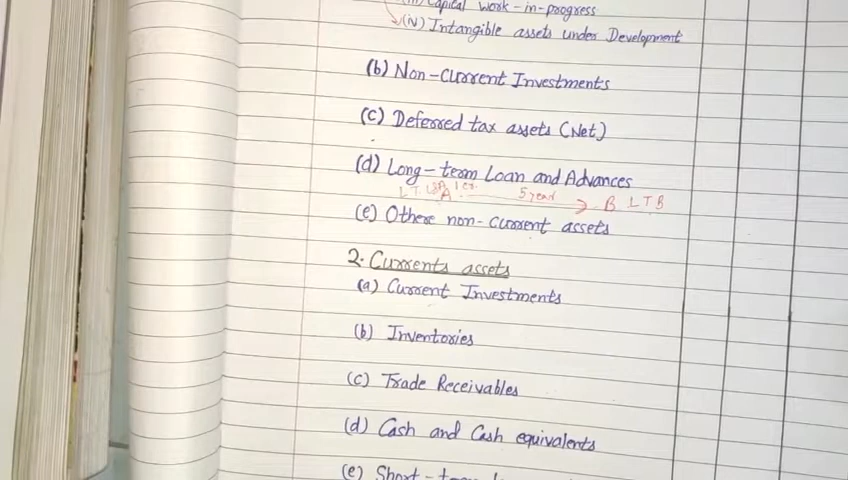 (iii) Capital work-in-progress
(iv) Intangible assets under Development
(b) Non-Current Investments
(c) Deferred tax assets (Net)
(d) Long-term Loan and Advances
A 5 year B LTB
(e) Othere non-current assets
2. Currents assets
(a) Current Investments
(b) Inventories
(c) Trade Receivables
(d) Cash and Cash equivalents
(e) Short-term